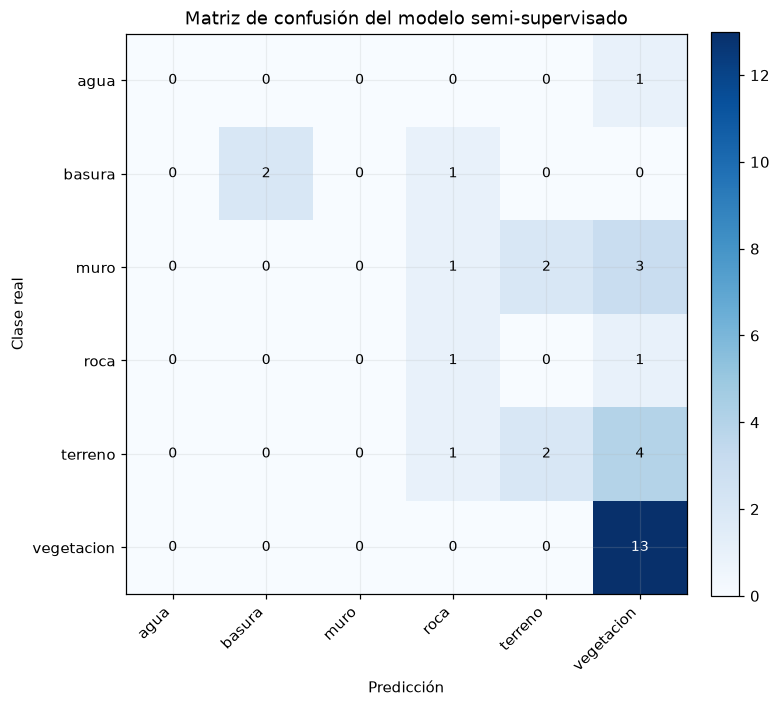 Matriz de confusión del modelo semi-supervisado
agua 0 0 0 0 0 1
basura 0 2 0 1 0 0
muro 0 0 0 1 2 3
roca 0 0 0 1 0 1
terreno 0 0 0 1 2 4
vegetacion 0 0 0 0 0 13
agua basura muro roca terreno vegetacion
Predicción
Clase real
12
10
8
6
4
2
0